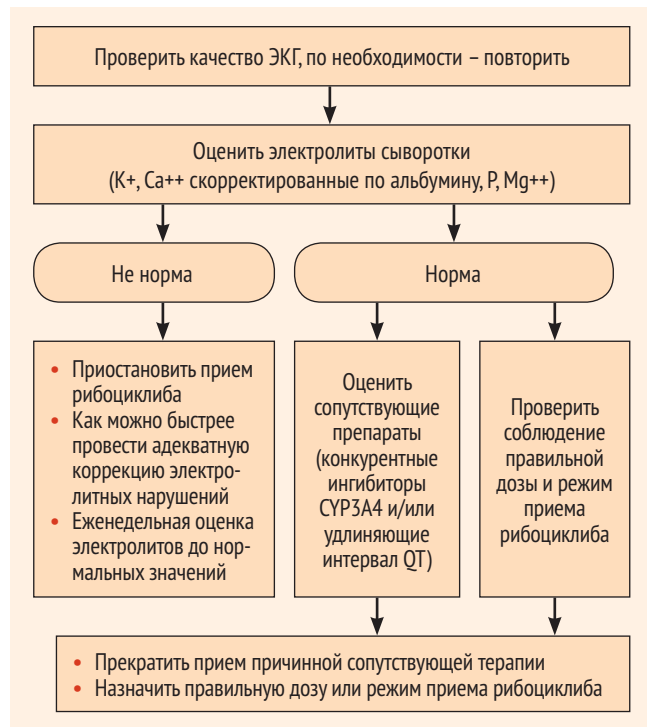 Проверить качество ЭКГ, по необходимости – повторить
Оценить электролиты сыворотки
(K+, Ca++ скорректированные по альбумину, P, Mg++)
Не норма
Норма
• Приостановить прием
рибоциклиба
• Как можно быстрее
провести адекватную
коррекцию электро-
литных нарушений
• Еженедельная оценка
электролитов до нор-
мальных значений
Оценить
сопутствующие
препараты
(конкурентные
ингибиторы
CYP3A4 и/или
удлиняющие
интервал QT)
Проверить
соблюдение
правильной
дозы и режим
приема
рибоциклиба
• Прекратить прием причинной сопутствующей терапии
• Назначить правильную дозу или режим приема рибоциклиба